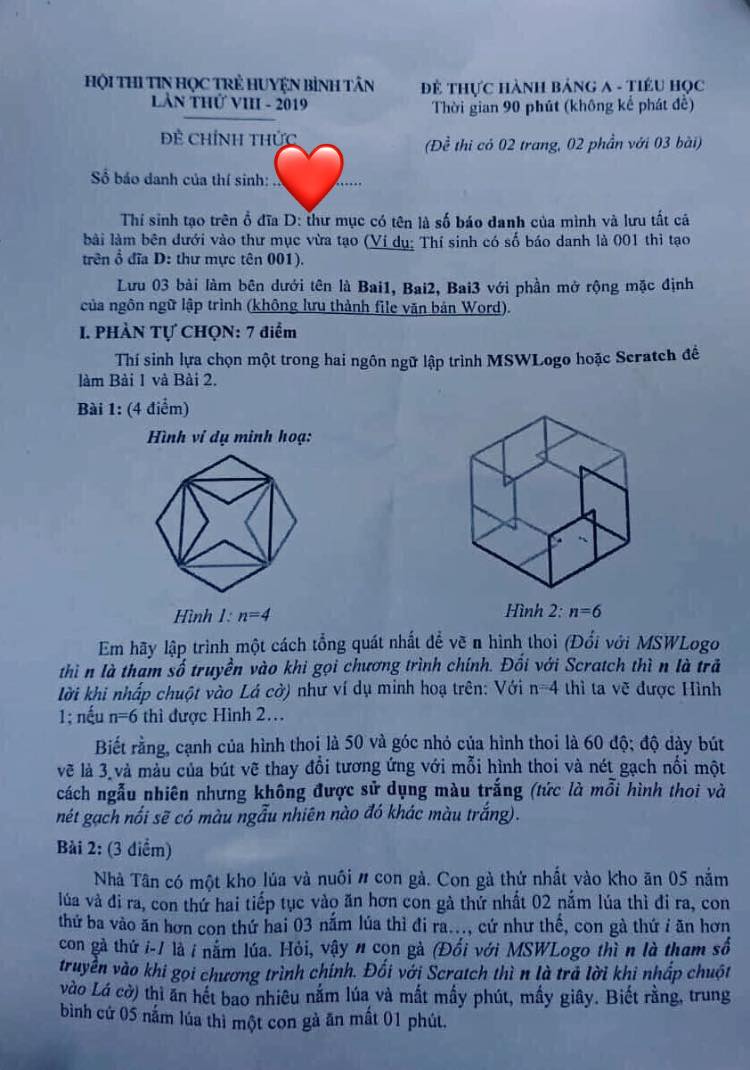 HỘI THI TIN HỌC TRẺ HUYỆN BÌNH TÂN
LẦN THỨ VIII - 2019
ĐỀ CHÍNH THỨC
ĐỀ THỰC HÀNH BẢNG A - TIỂU HỌC
Thời gian 90 phút (không kể phát đề)
(Đề thi có 02 trang, 02 phần với 03 bài)
Số báo danh của thí sinh: .. ......
Thí sinh tạo trên ổ đĩa D: thư mục có tên là số báo danh của mình và lưu tất cả
bài làm bên dưới vào thư mục vừa tạo (Ví dụ: Thí sinh có số báo danh là 001 thì tạo
trên ổ đĩa D: thư mực tên 001).
Lưu 03 bài làm bên dưới tên là Bai1, Bai2, Bai3 với phần mở rộng mặc định
của ngôn ngữ lập trình (không lưu thành file văn bản Word).
I. PHẦN TỰ CHỌN: 7 điểm
Thí sinh lựa chọn một trong hai ngôn ngữ lập trình MSWLogo hoặc Scratch để
làm Bài 1 và Bài 2.
Bài 1: (4 điểm)
Hình ví dụ minh hoạ:
Hình 1: n=4
Hình 2: n=6
Em hãy lập trình một cách tổng quát nhất để vẽ n hình thoi (Đối với MSWLogo
thì n là tham số truyền vào khi gọi chương trình chính. Đối với Scratch thì n là trả
lời khi nhấp chuột vào Lá cờ) như ví dụ minh hoạ trên: Với n=4 thì ta vẽ được Hình
1; nếu n=6 thì được Hình 2...
Biết rằng, cạnh của hình thoi là 50 và góc nhỏ của hình thoi là 60 độ; độ dày bút
vẽ là 3 và màu của bút vẽ thay đổi tương ứng với mỗi hình thoi và nét gạch nối một
cách ngẫu nhiên nhưng không được sử dụng màu trắng (tức là mỗi hình thoi và
nét gạch nối sẽ có màu ngẫu nhiên nào đó khác màu trắng).
Bài 2: (3 điểm)
Nhà Tân có một kho lúa và nuôi n con gà. Con gà thứ nhất vào kho ăn 05 nắm
lúa và đi ra, con thứ hai tiếp tục vào ăn hơn con gà thứ nhất 02 nắm lúa thì đi ra, con
thứ ba vào ăn hơn con thứ hai 03 nắm lúa thì đi ra..., cứ như thế, con gà thứ i ăn hơn
con gà thứ i-1 là i nắm lúa. Hỏi, vậy n con gà (Đối với MSWLogo thì n là tham số
truyền vào khi gọi chương trình chính. Đối với Scratch thì n là trả lời khi nhấp chuột
vào Lá cờ) thì ăn hết bao nhiêu nắm lúa và mất mấy phút, mấy giây. Biết rằng, trung
bình cứ 05 nắm lúa thì một con gà ăn mất 01 phút.